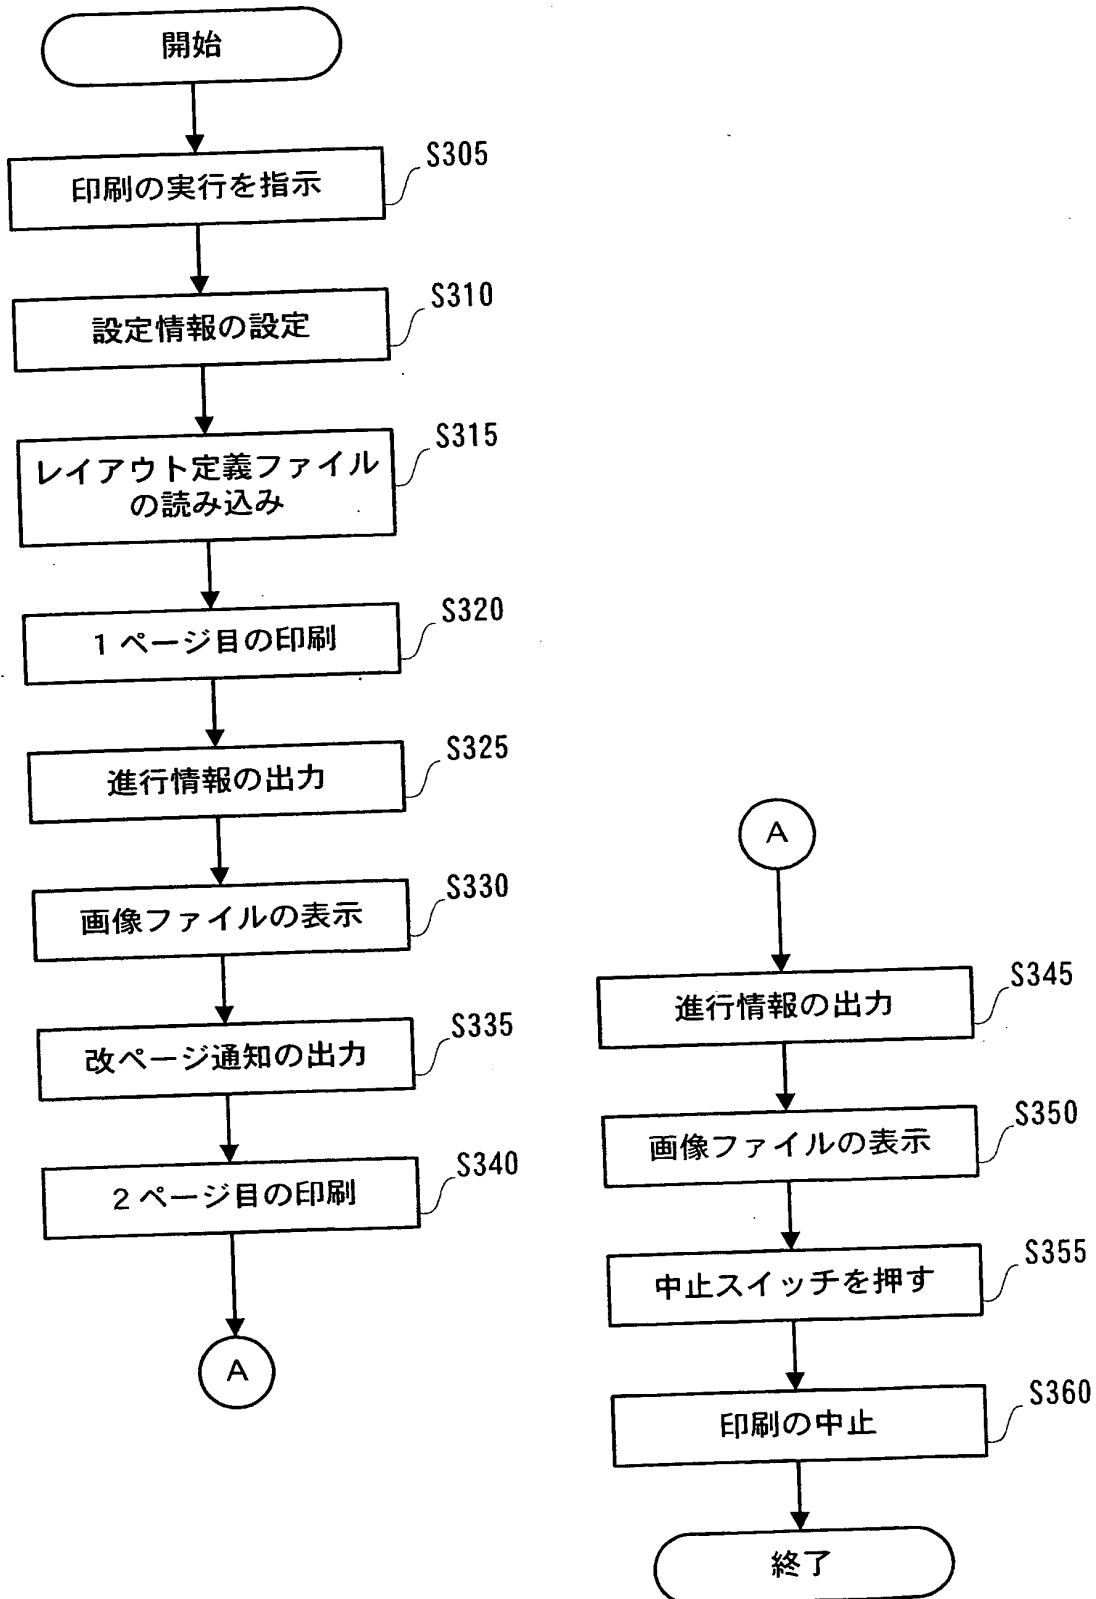 開始
印刷の実行を指示
S305
設定情報の設定
S310
レイアウト定義ファイル
の読み込み
S315
1ページ目の印刷
S320
進行情報の出力
S325
画像ファイルの表示
S330
改ページ通知の出力
S335
2ページ目の印刷
S340
A
A
進行情報の出力
S345
画像ファイルの表示
S350
中止スイッチを押す
S355
印刷の中止
S360
終了